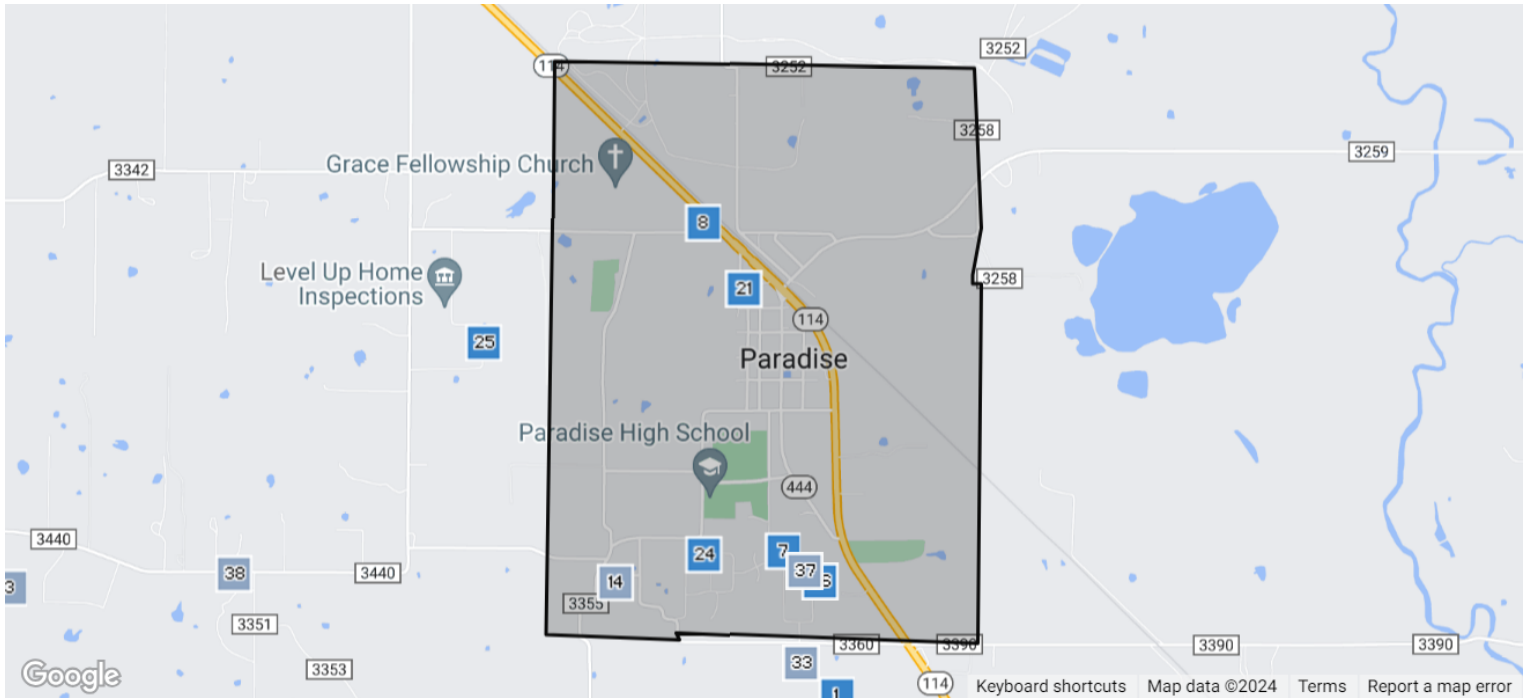 114
3252
3252
3258
3259
Grace Fellowship Church
3342
8
Level Up Home
Inspections
3258
21
114
25
Paradise
Paradise High School
444
3440
24
7
37
38
3440
14
3355
3351
3360
3390
3390
3390
33
3353
Google
114
1
Keyboard shortcuts
Map data ©2024
Terms
Report a map error